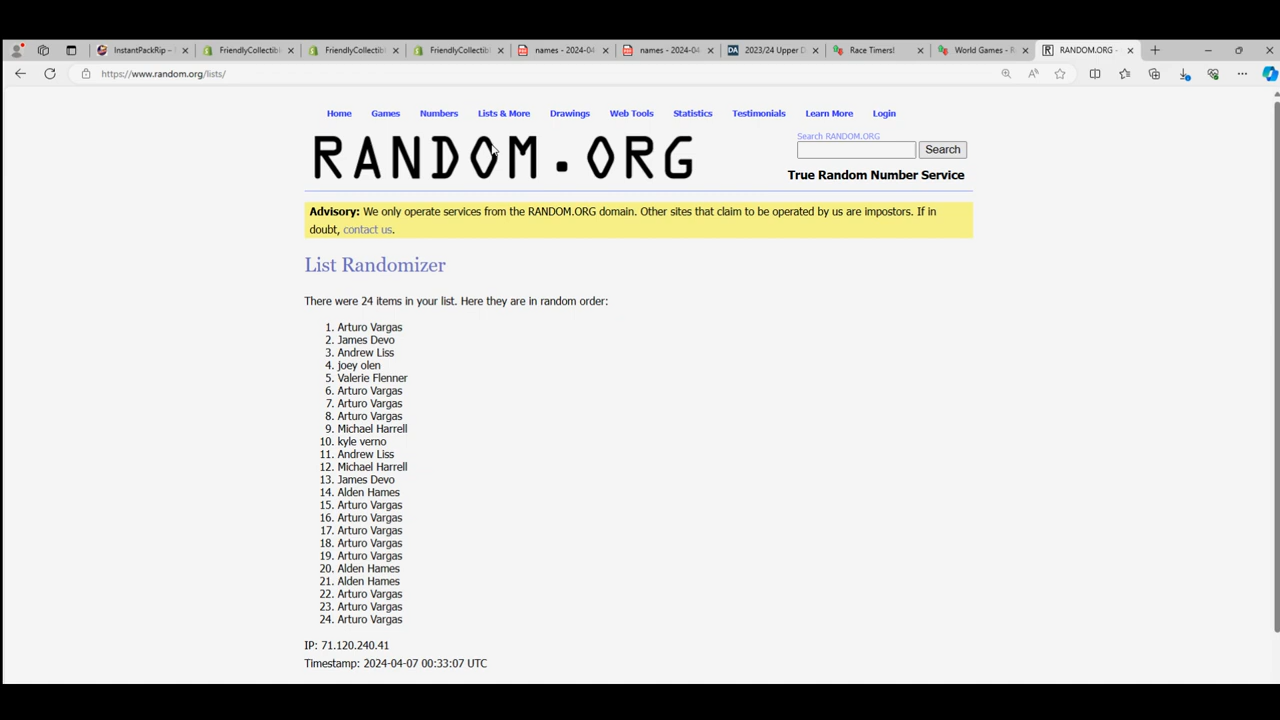 InstantPackRip –
FriendlyCollectibl
FriendlyCollectibl
FriendlyCollectibl
names - 2024-04-
names - 2024-04-
DA 2023/24 Upper D
Race Timers!
World Games - R
RANDOM.ORG -
https://www.random.org/lists/
Home Games Numbers Lists & More Drawings Web Tools Statistics Testimonials Learn More Login
RANDOM.ORG
Search RANDOM.ORG
Search
True Random Number Service
Advisory: We only operate services from the RANDOM.ORG domain. Other sites that claim to be operated by us are impostors. If in
doubt, contact us.
List Randomizer
There were 24 items in your list. Here they are in random order:
1. Arturo Vargas
2. James Devo
3. Andrew Liss
4. joey olen
5. Valerie Flenner
6. Arturo Vargas
7. Arturo Vargas
8. Arturo Vargas
9. Michael Harrell
10. kyle verno
11. Andrew Liss
12. Michael Harrell
13. James Devo
14. Alden Hames
15. Arturo Vargas
16. Arturo Vargas
17. Arturo Vargas
18. Arturo Vargas
19. Arturo Vargas
20. Alden Hames
21. Alden Hames
22. Arturo Vargas
23. Arturo Vargas
24. Arturo Vargas
IP: 71.120.240.41
Timestamp: 2024-04-07 00:33:07 UTC